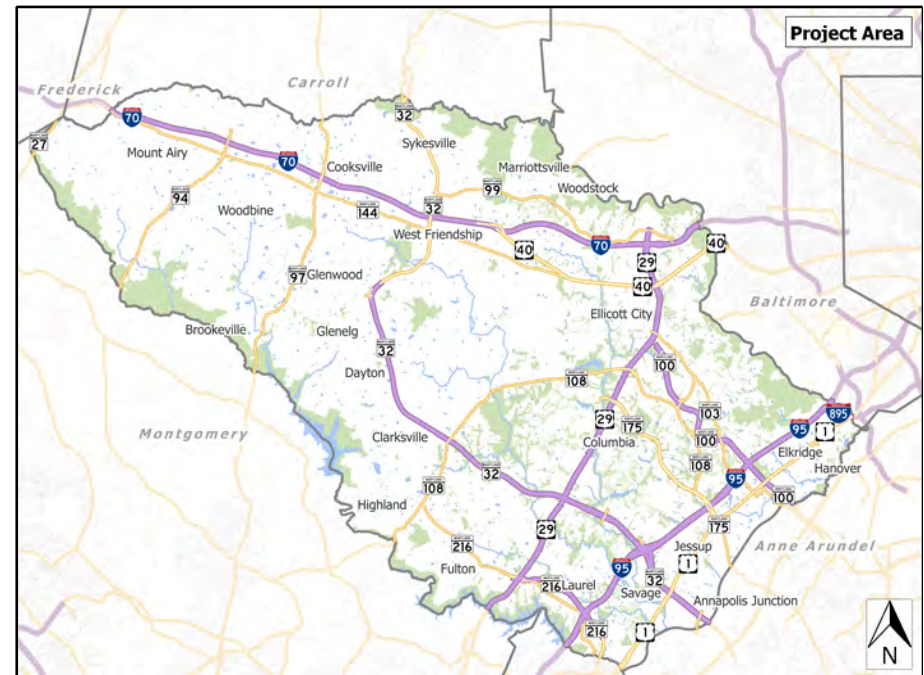 Project Area
Frederick
Carroll
70
32
27
Mount Airy
70
Cooksville
Sykesville
Marriottsville
99
Woodstock
94
Woodbine
144
32
West Friendship
40
70
40
29
97
Glenwood
40
Baltimore
Ellicott City
Brookeville
Glenelg
32
100
Dayton
108
895
103
95
1
Montgomery
29
175
Clarksville
Columbia
100
Elkridge
108
Hanover
32
95
108
100
Highland
175
29
216
Jessup
Anne Arundel
Fulton
95
1
216
Laurel
32
Savage
Annapolis Junction
216
1
N